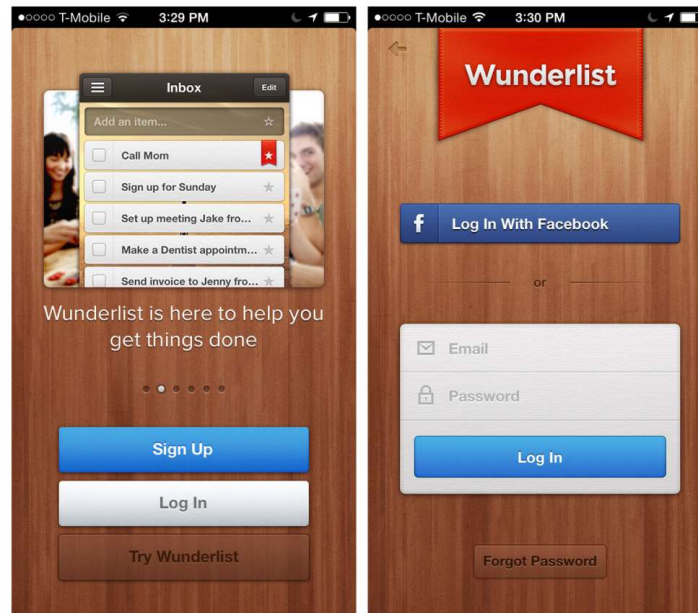 T-Mobile 3:29 PM
Inbox
Edit
Add an item...
Call Mom
Sign up for Sunday
Set up meeting Jake fro...
Make a Dentist appointm...
Send invoice to Jenny fro...
Wunderlist is here to help you
get things done
Sign Up
Log In
Try Wunderlist
T-Mobile 3:30 PM
Wunderlist
f Log In With Facebook
or
Email
Password
Log In
Forgot Password